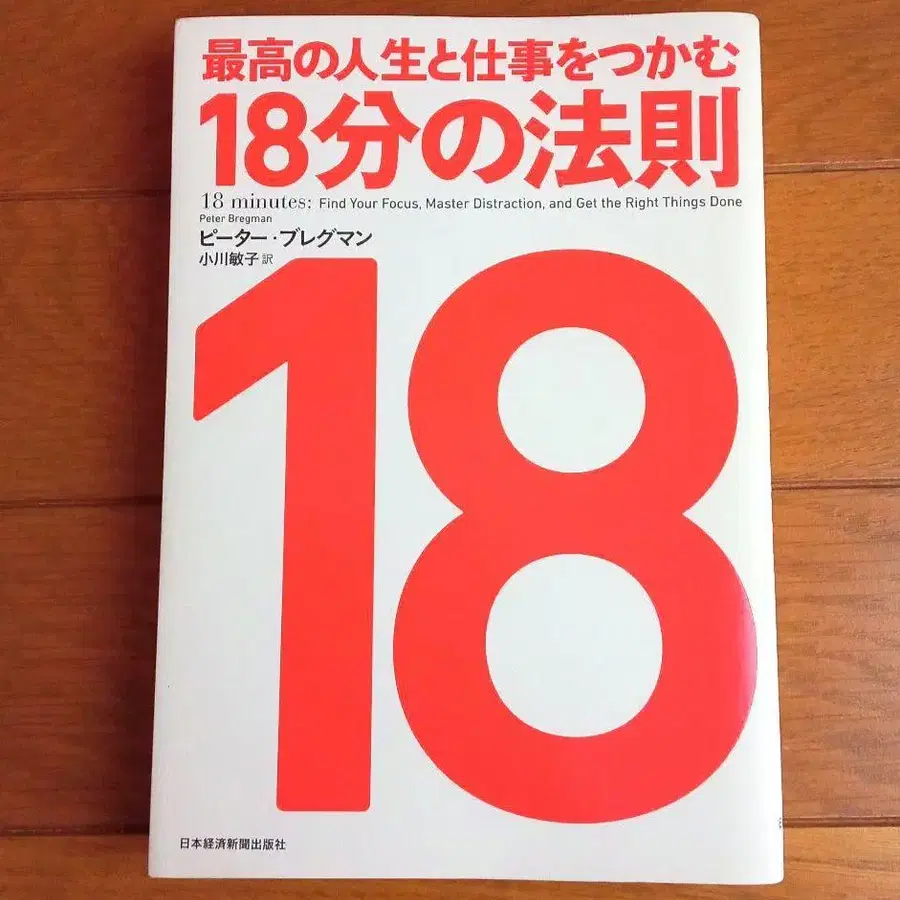 最高の人生と仕事をつかむ
18分の法則
18 minutes: Find Your Focus, Master Distraction, and Get the Right Things Done
Peter Bregman
ピーター・ブレグマン
小川敏子 訳
18
日本経済新聞出版社